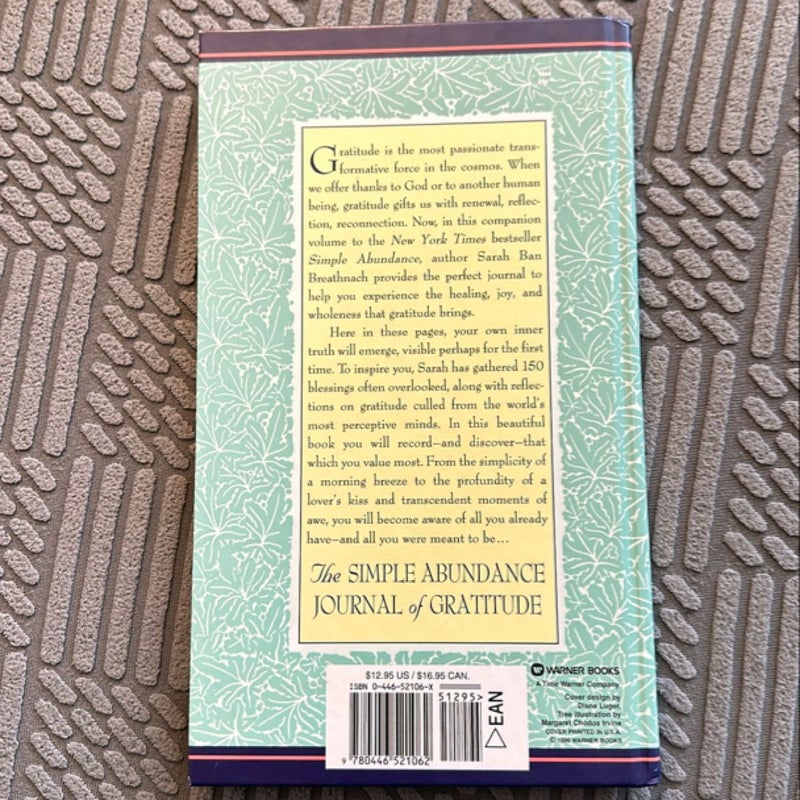 Gratitude is the most passionate trans-
formative force in the cosmos. When
we offer thanks to God or to another human
being, gratitude gifts us with renewal, reflec-
tion, reconnection. Now, in this companion
volume to the New York Times bestseller
Simple Abundance, author Sarah Ban
Breathnach provides the perfect journal to
help you experience the healing, joy, and
wholeness that gratitude brings.
Here in these pages, your own inner
truth will emerge, visible perhaps for the first
time. To inspire you, Sarah has gathered 150
blessings often overlooked, along with reflec-
tions on gratitude culled from the world's
most perceptive minds. In this beautiful
book you will record—and discover—that
which you value most. From the simplicity of
a morning breeze to the profundity of a
lover's kiss and transcendent moments of
awe, you will become aware of all you already
have—and all you were meant to be...
The SIMPLE ABUNDANCE
JOURNAL of GRATITUDE
$12.95 US / $16.95 CAN.
ISBN 0-446-52106-X
51295>
EAN
9 780446 521062
WARNER BOOKS
A Time Warner Company
Cover design by
Diane Luger,
Tree illustration by
Margaret Chodos Irvine
COVER PRINTED IN U.S.A.
© 1996 WARNER BOOKS